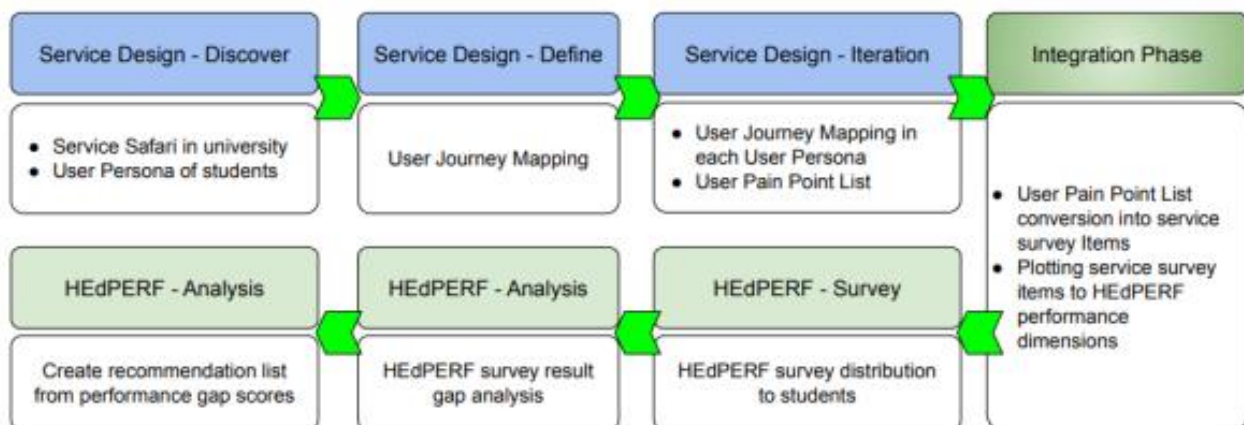 Service Design - Discover
● Service Safari in university
● User Persona of students
Service Design - Define
User Journey Mapping
Service Design - Iteration
● User Journey Mapping in
each User Persona
● User Pain Point List
Integration Phase
● User Pain Point List
conversion into service
survey Items
● Plotting service survey
items to HEdPERF
performance
dimensions
HEdPERF - Survey
HEdPERF survey distribution
to students
HEdPERF - Analysis
HEdPERF survey result
gap analysis
HEdPERF - Analysis
Create recommendation list
from performance gap scores